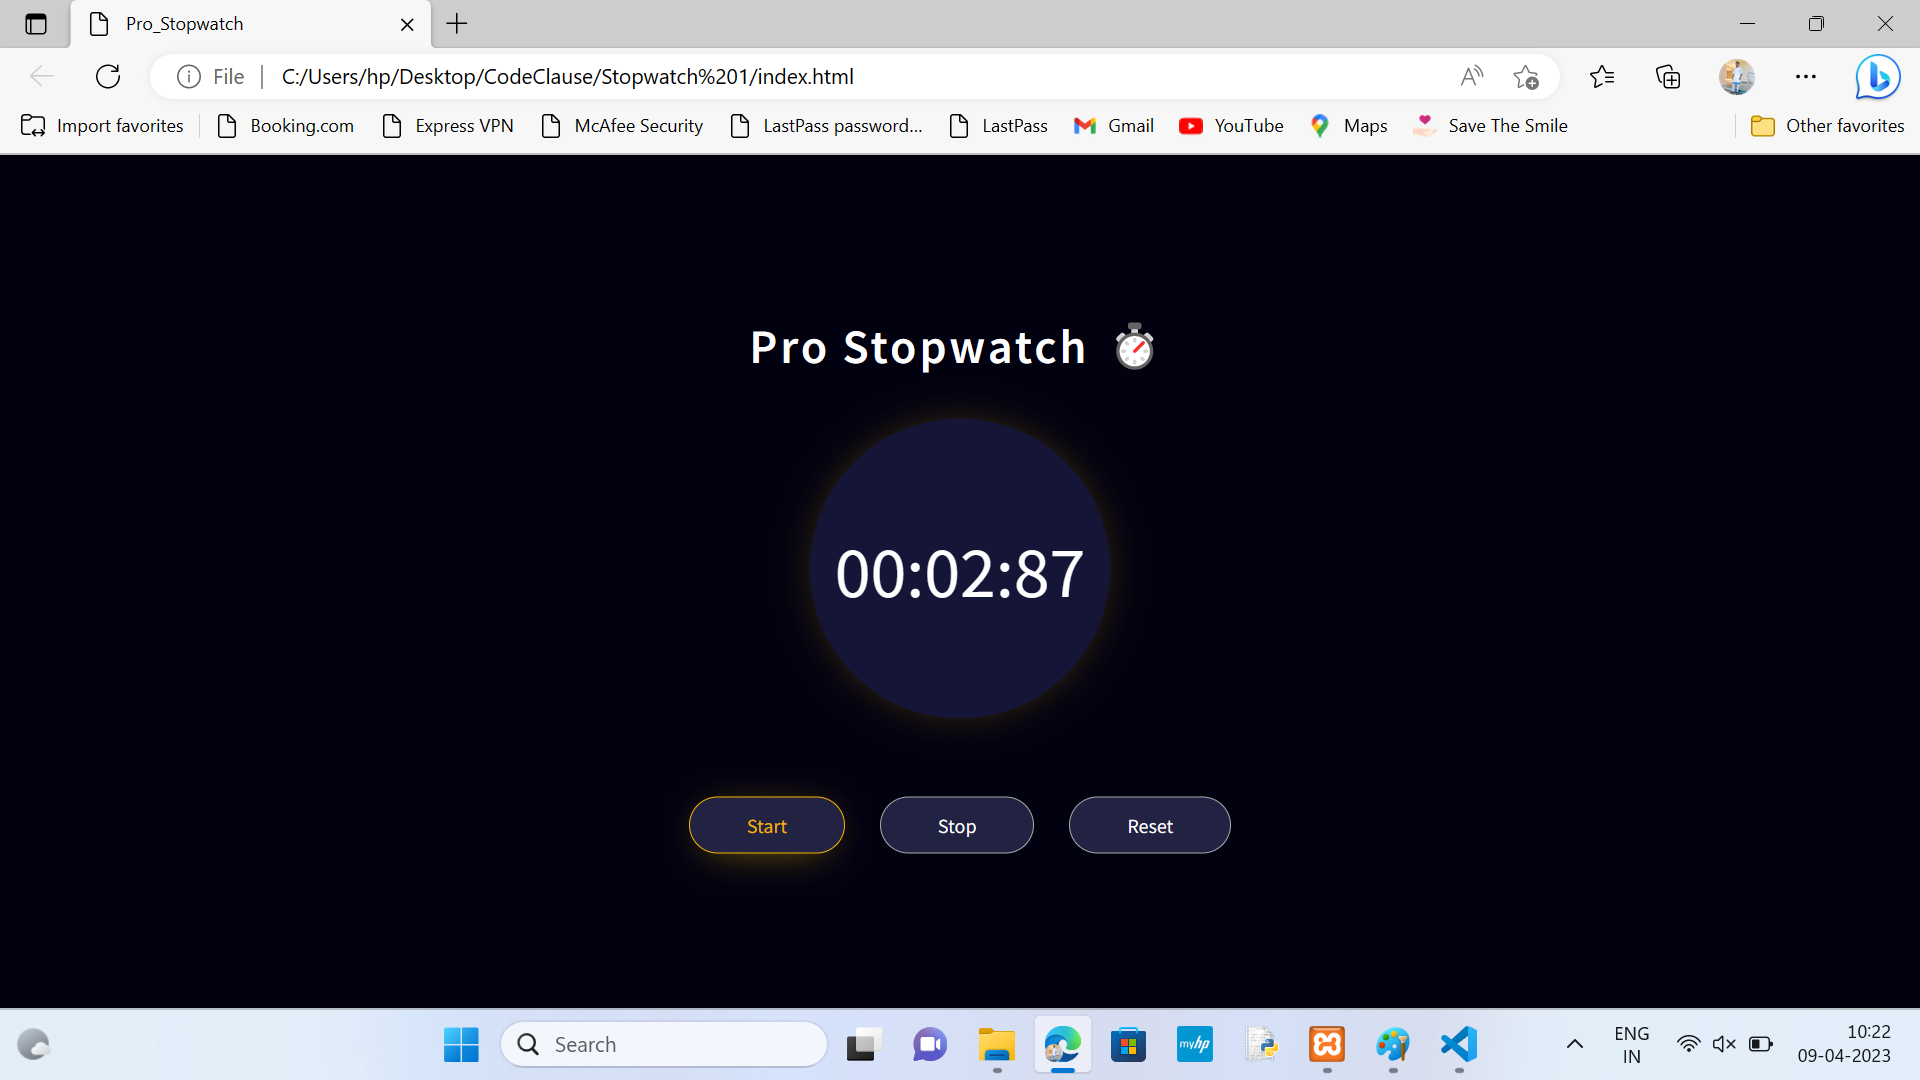 Pro_Stopwatch
File
C:/Users/hp/Desktop/CodeClause/Stopwatch%201/index.html
Import favorites
Booking.com
Express VPN
McAfee Security
LastPass password...
LastPass
Gmail
YouTube
Maps
Save The Smile
Other favorites
Pro Stopwatch
00:02:87
Start
Stop
Reset
Search
myhp
ENG
IN
10:22
09-04-2023